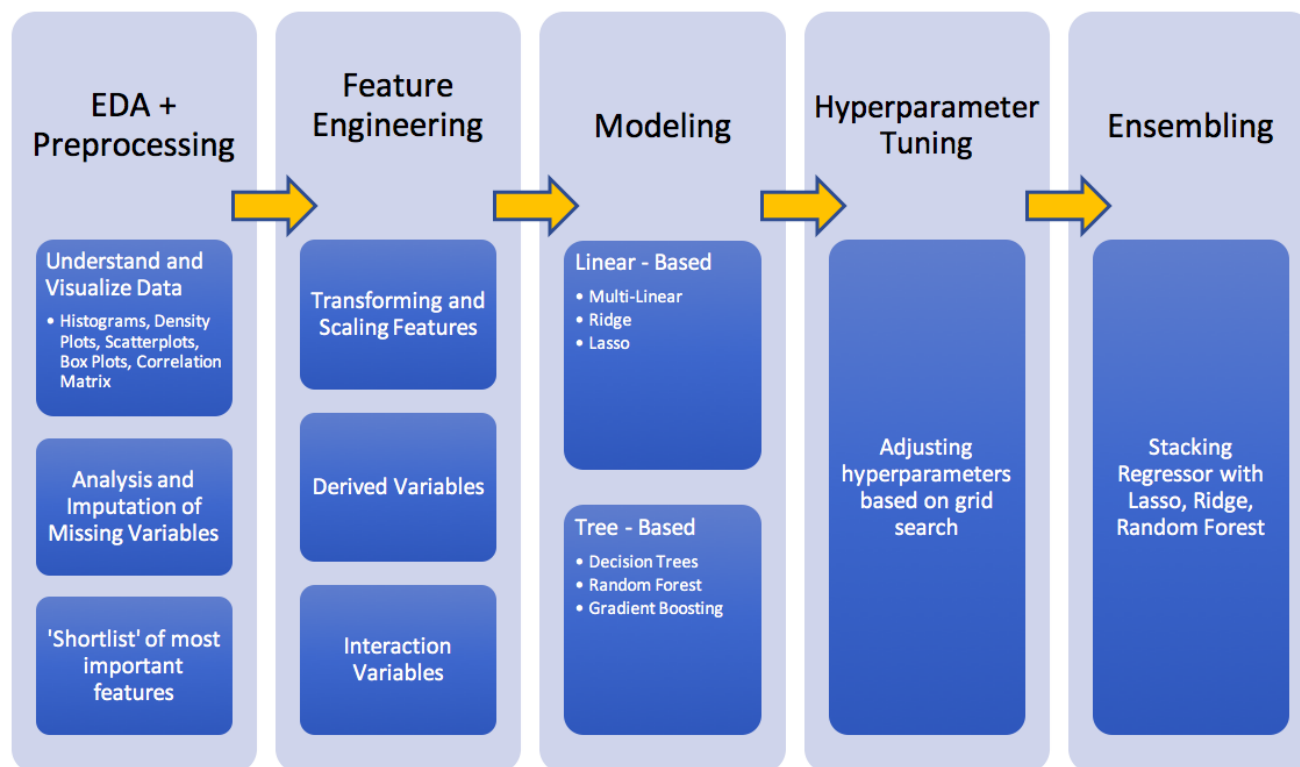 EDA +
Preprocessing
Understand and
Visualize Data
• Histograms, Density
Plots, Scatterplots,
Box Plots, Correlation
Matrix
Analysis and
Imputation of
Missing Variables
'Shortlist' of most
important
features
Feature
Engineering
Transforming and
Scaling Features
Derived Variables
Interaction
Variables
Modeling
Linear - Based
• Multi-Linear
• Ridge
• Lasso
Tree - Based
• Decision Trees
• Random Forest
• Gradient Boosting
Hyperparameter
Tuning
Adjusting
hyperparameters
based on grid
search
Ensembling
Stacking
Regressor with
Lasso, Ridge,
Random Forest